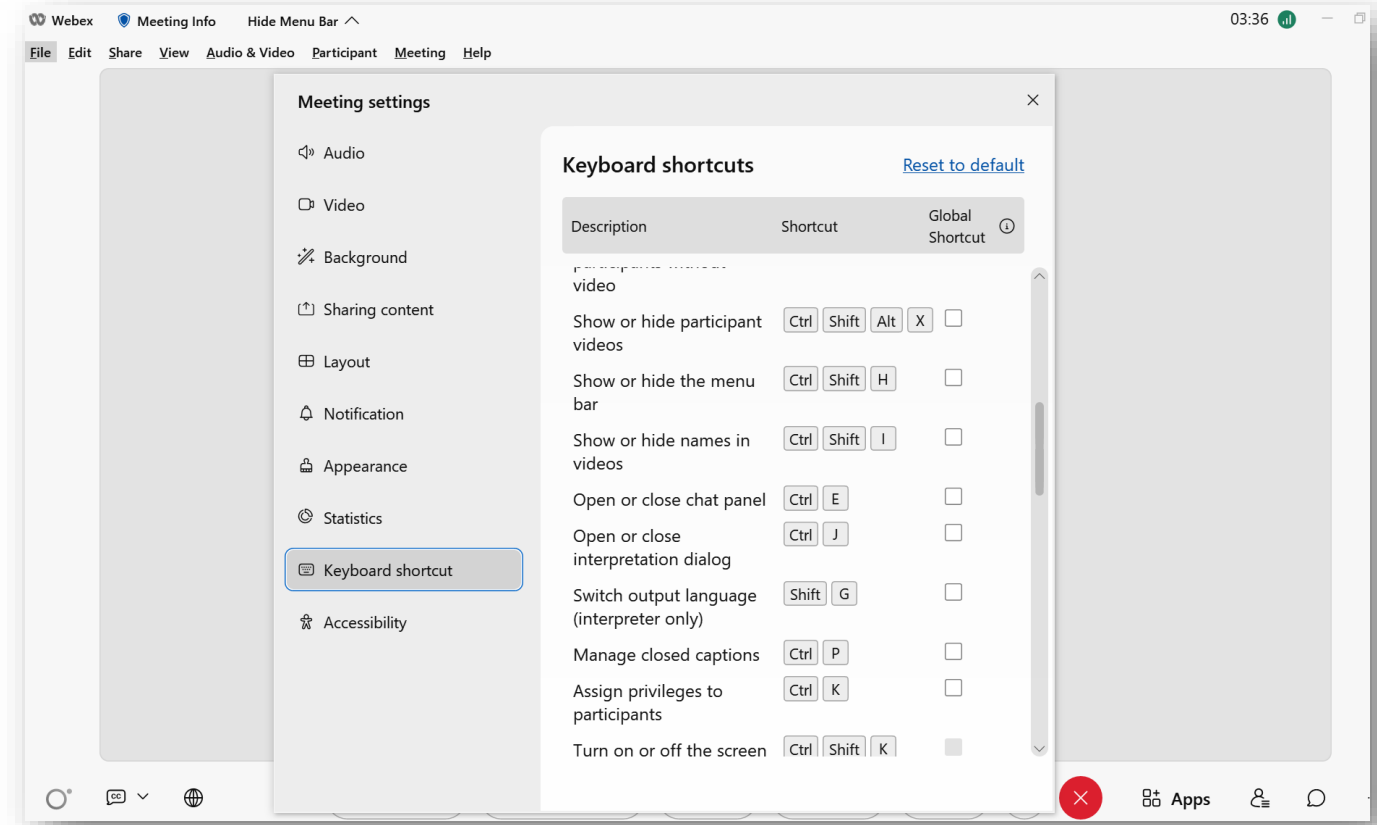 Webex Meeting Info Hide Menu Bar 03:36
File Edit Share View Audio & Video Participant Meeting Help
Meeting settings
Audio
Video
Background
Sharing content
Layout
Notification
Appearance
Statistics
Keyboard shortcut
Accessibility
Keyboard shortcuts Reset to default
Description Shortcut Global
Shortcut
participants without
video
Show or hide participant Ctrl Shift Alt X
videos
Show or hide the menu Ctrl Shift H
bar
Show or hide names in Ctrl Shift I
videos
Open or close chat panel Ctrl E
Open or close Ctrl J
interpretation dialog
Switch output language Shift G
(interpreter only)
Manage closed captions Ctrl P
Assign privileges to Ctrl K
participants
Turn on or off the screen Ctrl Shift K
CC
Apps